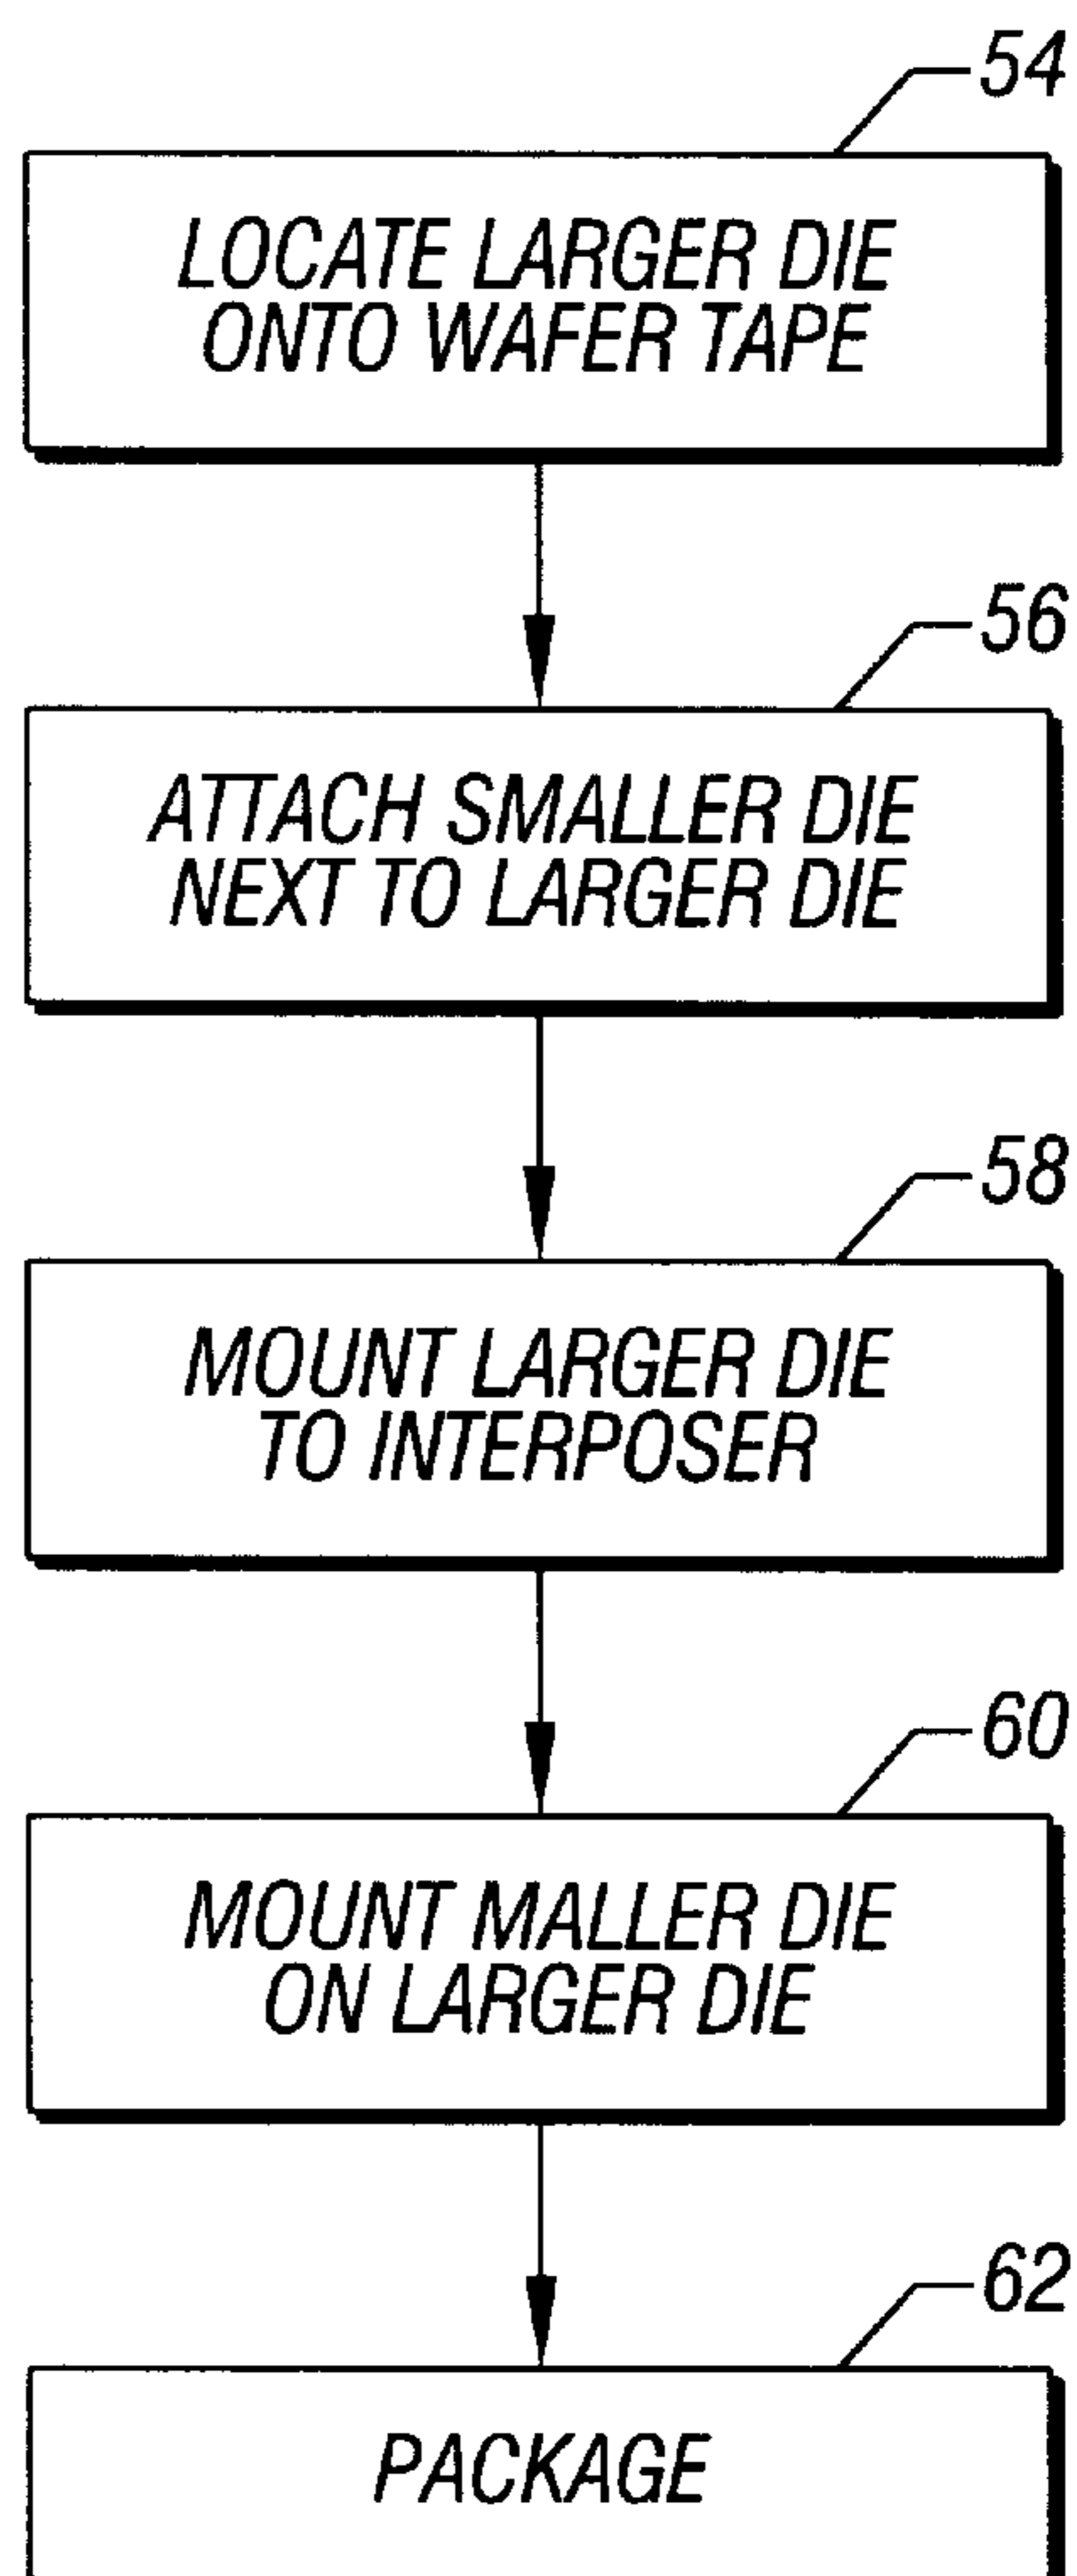 54
LOCATE LARGER DIE
ONTO WAFER TAPE
56
ATTACH SMALLER DIE
NEXT TO LARGER DIE
58
MOUNT LARGER DIE
TO INTERPOSER
60
MOUNT MALLER DIE
ON LARGER DIE
62
PACKAGE